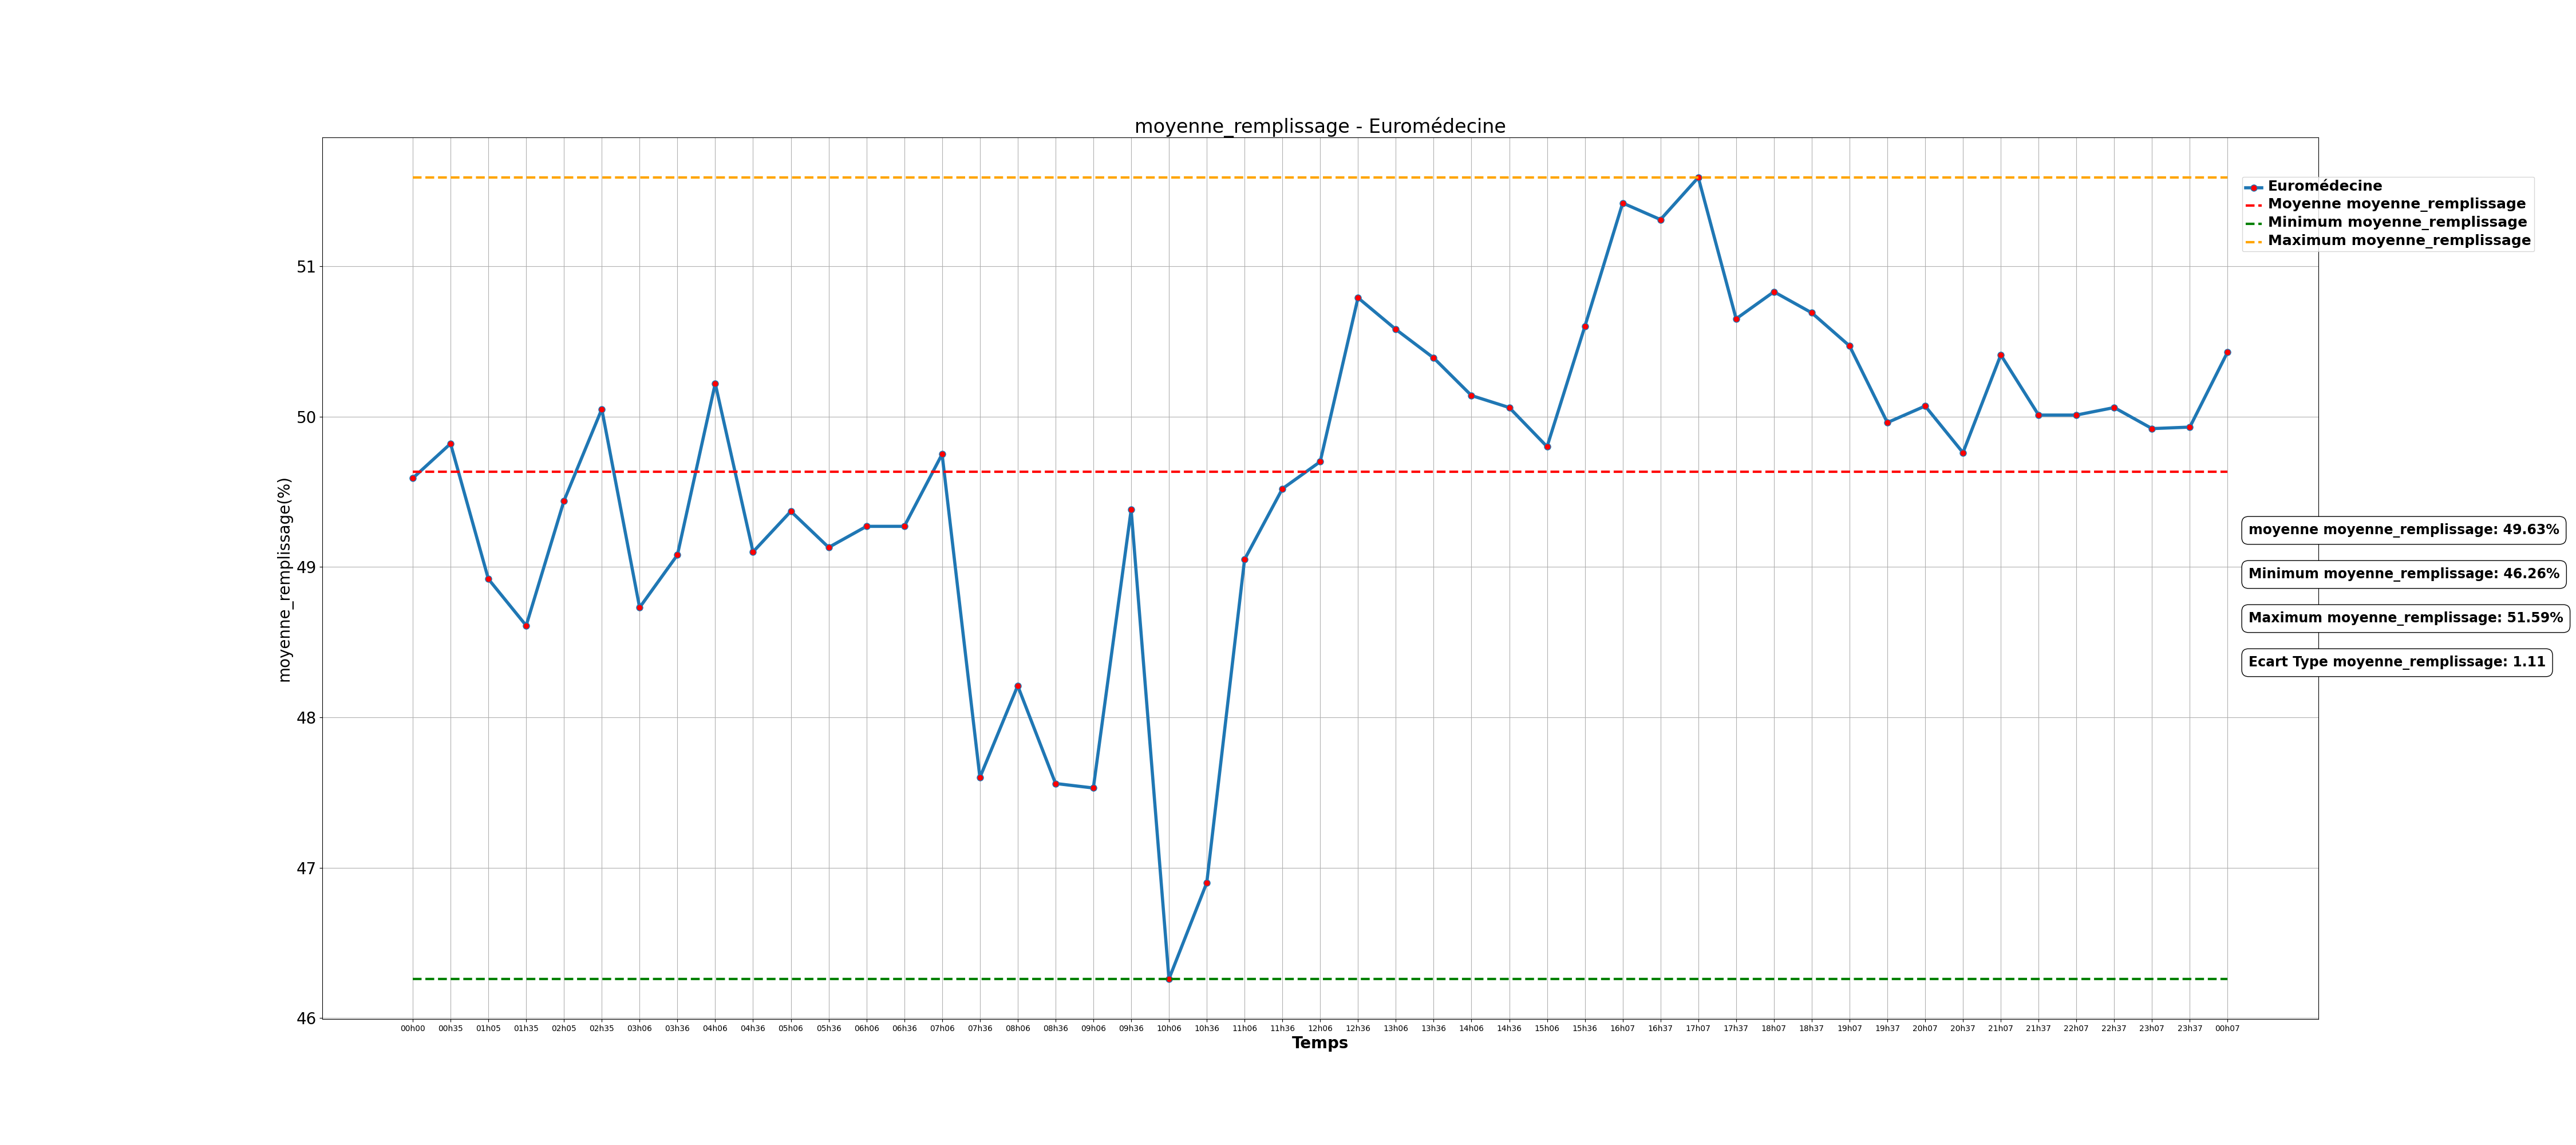 moyenne_remplissage - Euromédecine
Euromédecine
Moyenne moyenne_remplissage
Minimum moyenne_remplissage
Maximum moyenne_remplissage
moyenne_remplissage(%)
51
50
49
48
47
46
moyenne moyenne_remplissage: 49.63%
Minimum moyenne_remplissage: 46.26%
Maximum moyenne_remplissage: 51.59%
Ecart Type moyenne_remplissage: 1.11
00h00 00h35 01h05 01h35 02h05 02h35 03h06 03h36 04h06 04h36 05h06 05h36 06h06 06h36 07h06 07h36 08h06 08h36 09h06 09h36 10h06 10h36 11h06 11h36 12h06 12h36 13h06 13h36 14h06 14h36 15h06 15h36 16h07 16h37 17h07 17h37 18h07 18h37 19h07 19h37 20h07 20h37 21h07 21h37 22h07 22h37 23h07 23h37 00h07
Temps